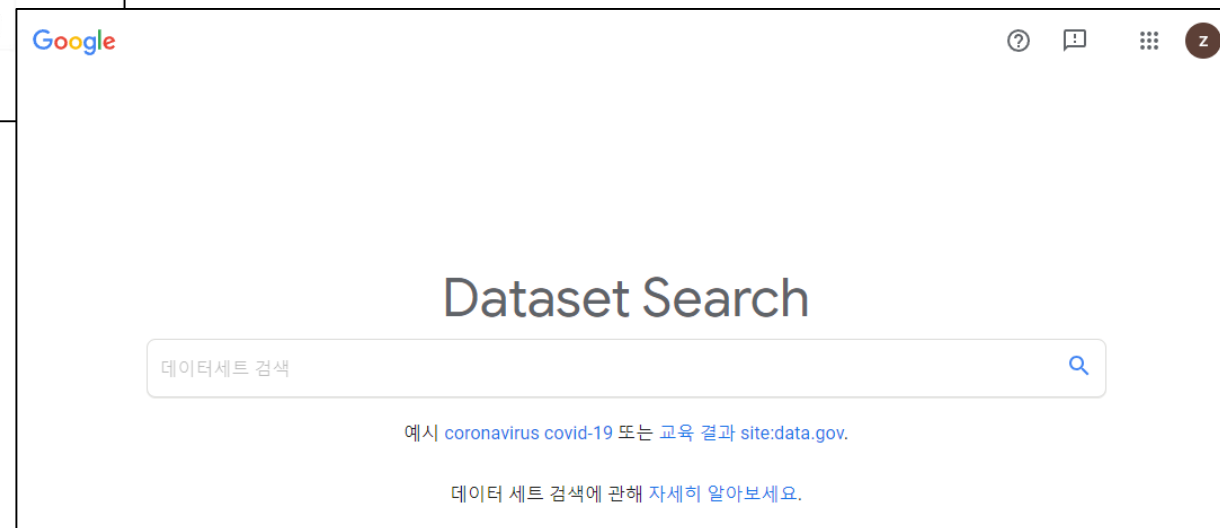 Google
z
Dataset Search
데이터세트 검색
예시 coronavirus covid-19 또는 교육 결과 site:data.gov.
데이터 세트 검색에 관해 자세히 알아보세요.